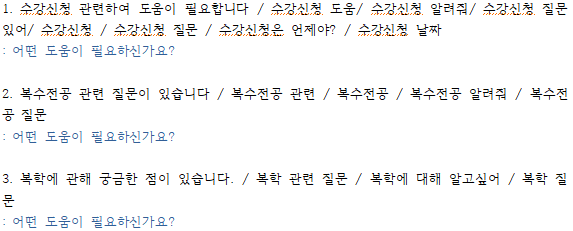 1. 수강신청 관련하여 도움이 필요합니다 / 수강신청 도움/ 수강신청 알려줘/ 수강신청 질문
있어/ 수강신청 / 수강신청 질문 / 수강신청은 언제야? / 수강신청 날짜
: 어떤 도움이 필요하신가요?
2. 복수전공 관련 질문이 있습니다 / 복수전공 관련 / 복수전공 / 복수전공 알려줘 / 복수전
공 질문
: 어떤 도움이 필요하신가요?
3. 복학에 관해 궁금한 점이 있습니다. / 복학 관련 질문 / 복학에 대해 알고싶어 / 복학 질
문
: 어떤 도움이 필요하신가요?